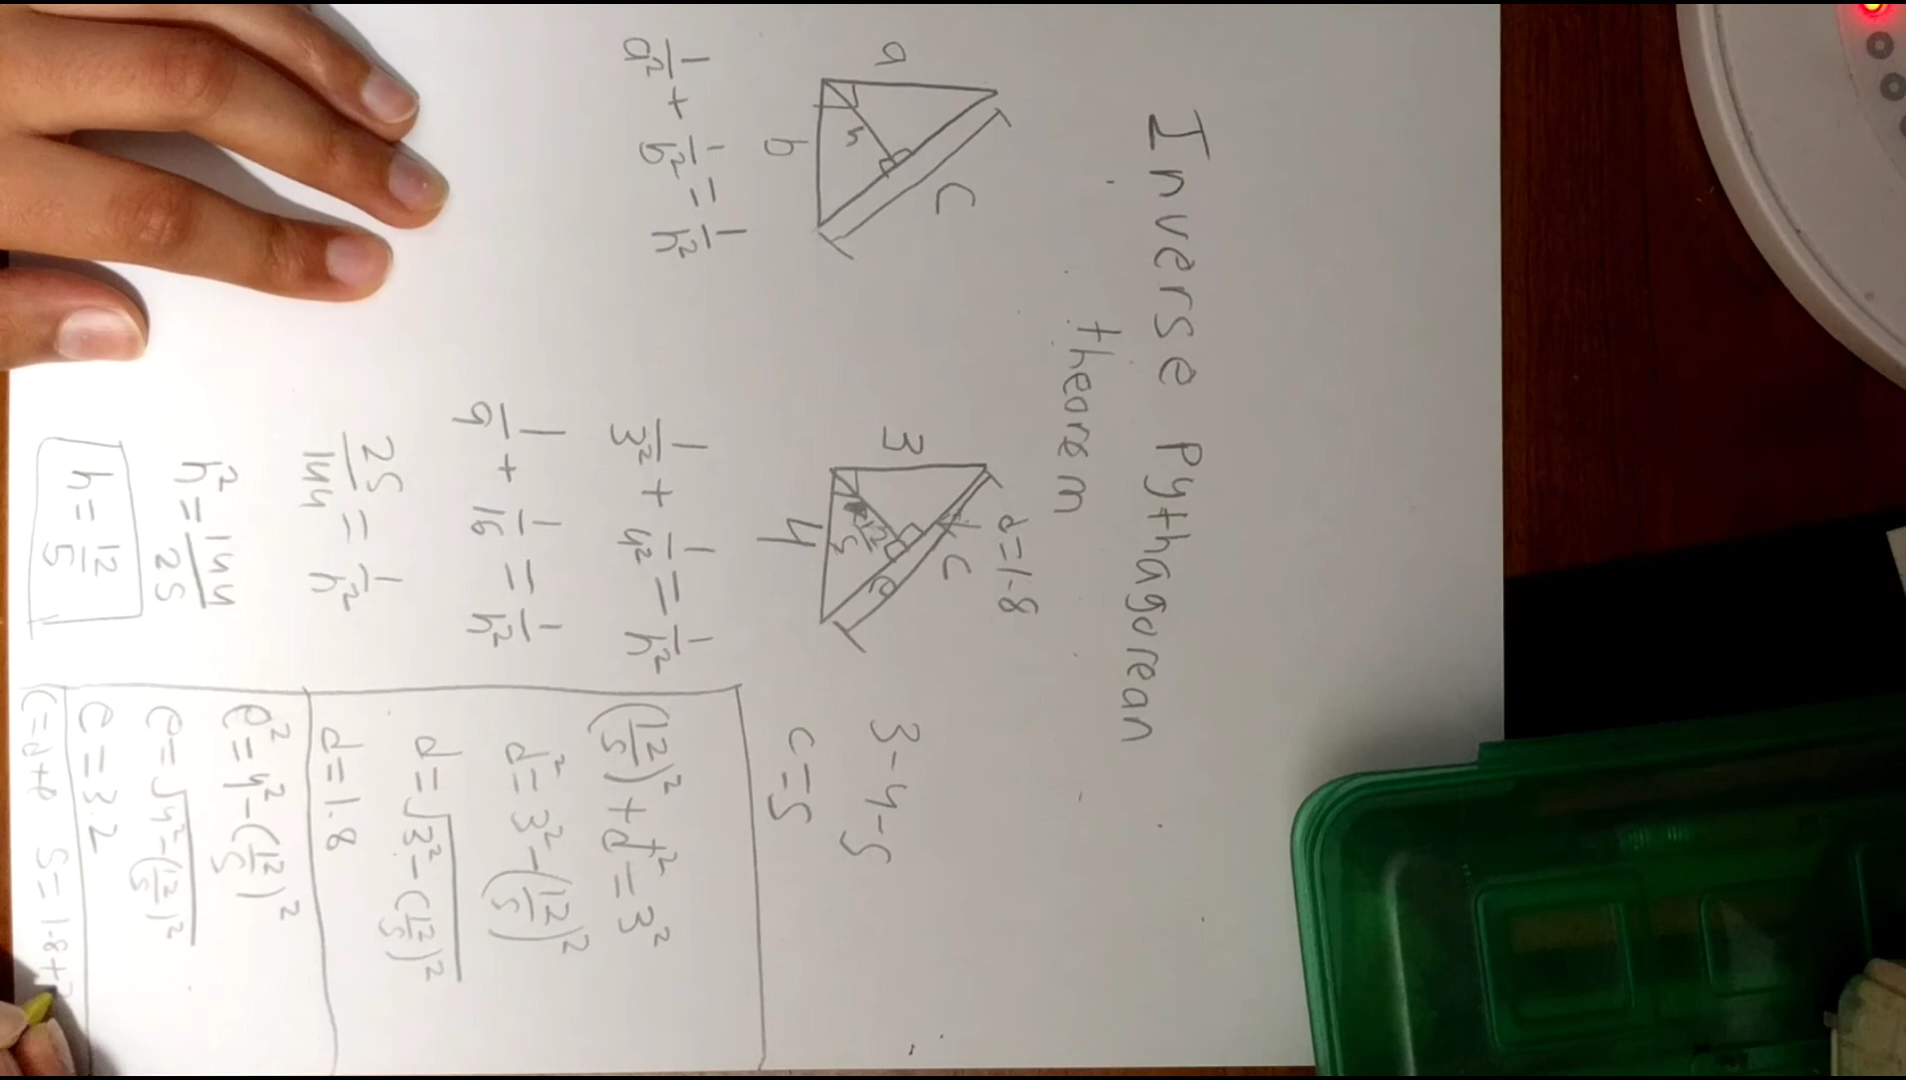 Inverse Pythagorean
theorem
a
h
b
C
1/a² + 1/b² = 1/h²
d=1.8
3
d
C
12/5
e
4
1/3² + 1/4² = 1/h²
1/9 + 1/16 = 1/h²
25/144 = 1/h²
h² = 144/25
h = 12/5
3-4-5
c=5
(12/5)² + d² = 3²
d² = 3² - (12/5)²
d = √3² - (12/5)²
d = 1.8
e² = 4² - (12/5)²
e = √4² - (12/5)²
e = 3.2
c = d+e 5 = 1.8+